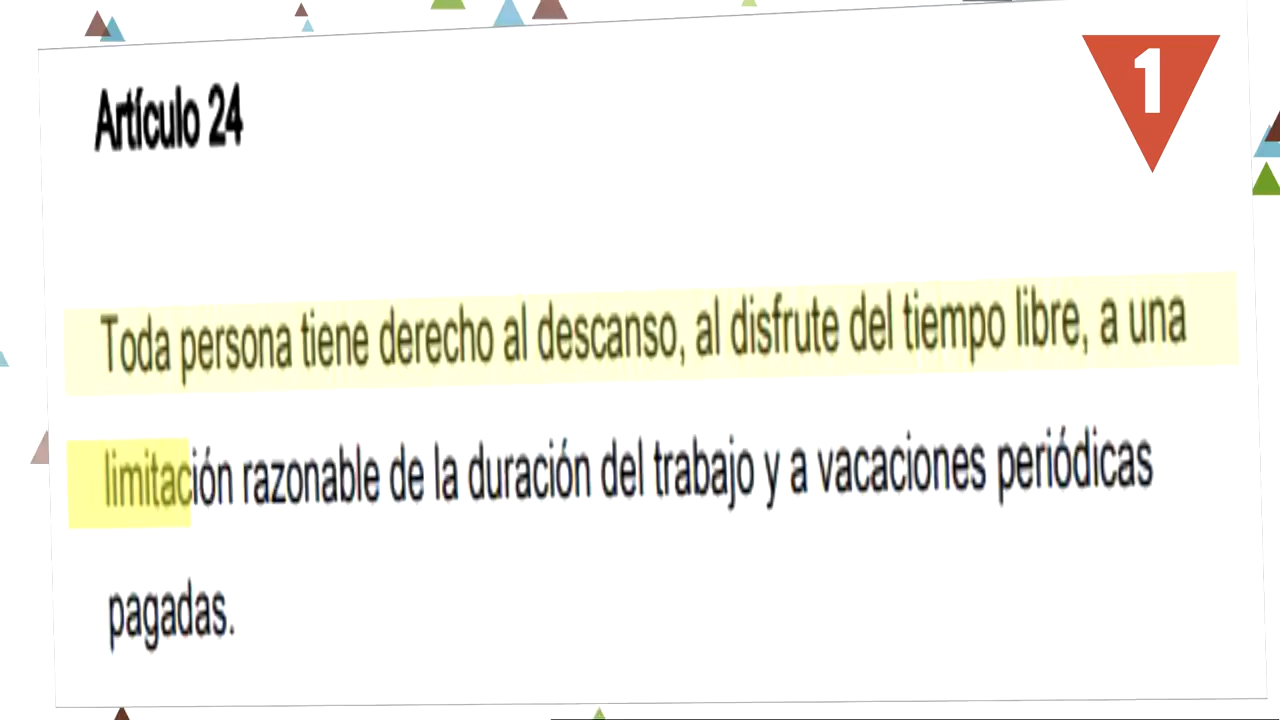 1
Artículo 24
Toda persona tiene derecho al descanso, al disfrute del tiempo libre, a una
limitación razonable de la duración del trabajo y a vacaciones periódicas
pagadas.